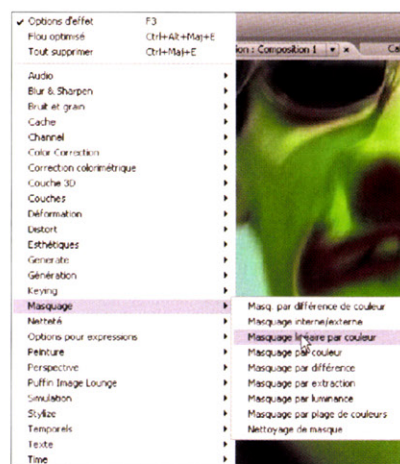 Options d'effet F3
Flou optimisé Ctrl+Alt+Maj+E
Tout supprimer Ctrl+Maj+E
ion : Composition 1
Audio
Blur & Sharpen
Bruit et grain
Cache
Channel
Color Correction
Correction colorimétrique
Couche 3D
Couches
Déformation
Distort
Esthétiques
Generate
Génération
Keying
Masquage
Netteté
Options pour expressions
Peinture
Perspective
Puffin Image Lounge
Simulation
Stylize
Temporels
Texte
Time
Masq. par différence de couleur
Masquage interne/externe
Masquage linéaire par couleur
Masquage par couleur
Masquage par différence
Masquage par extraction
Masquage par luminance
Masquage par plage de couleurs
Nettoyage de masque